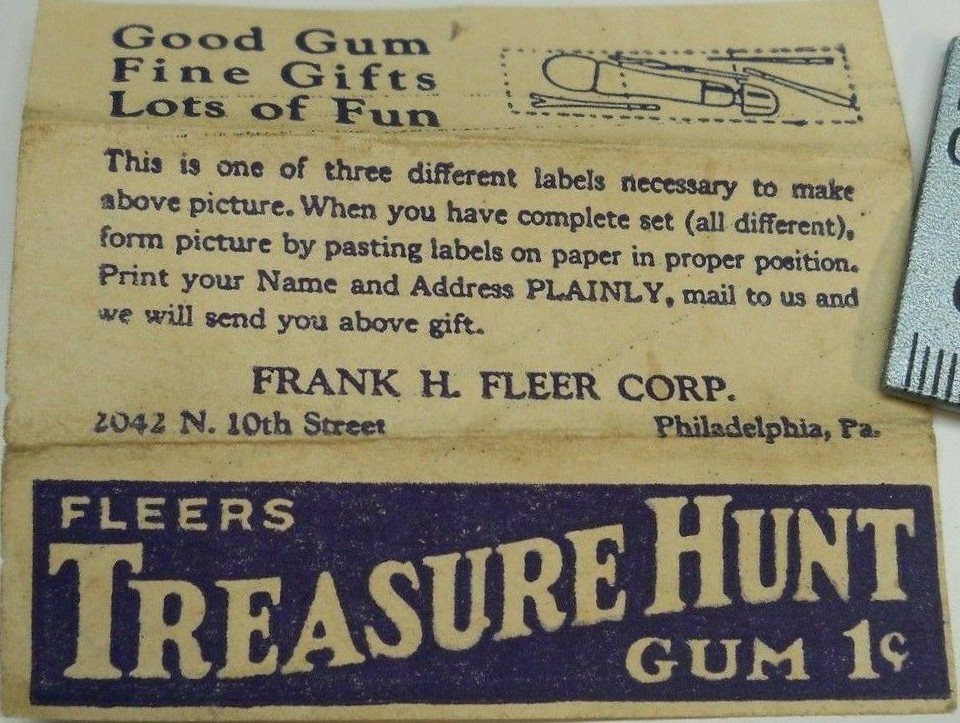 Good Gum
Fine Gifts
Lots of Fun
This is one of three different labels necessary to make
above picture. When you have complete set (all different),
form picture by pasting labels on paper in proper position.
Print your Name and Address PLAINLY, mail to us and
we will send you above gift.
FRANK H. FLEER CORP.
2042 N. 10th Street Philadelphia, Pa.
FLEERS
TREASURE HUNT
GUM 1¢